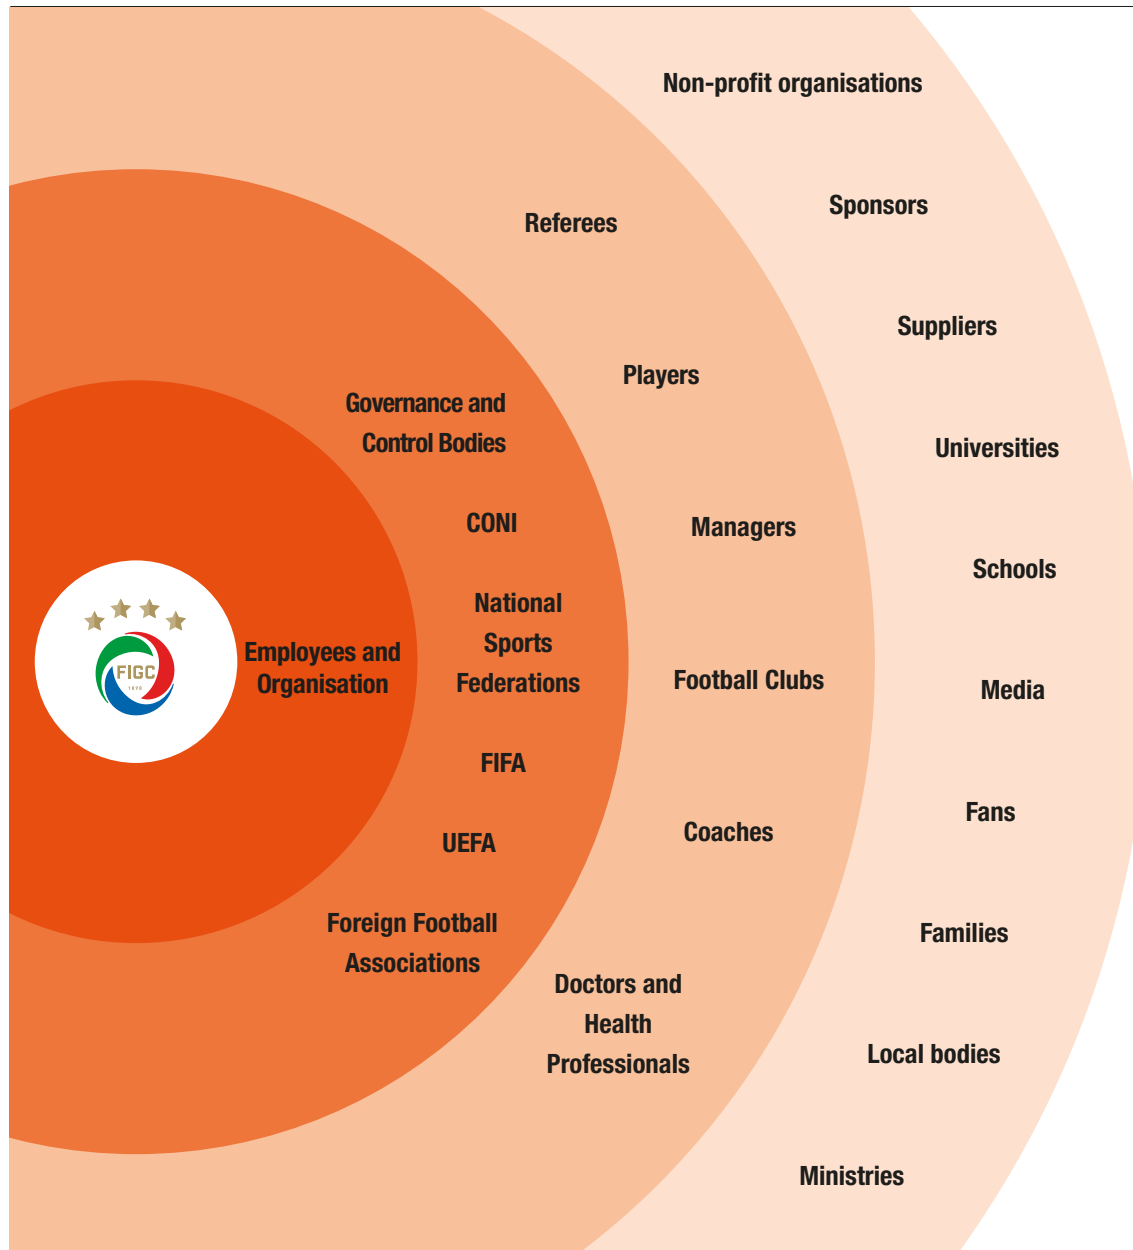 Non-profit organisations
Sponsors
Referees
Suppliers
Players
Governance and
Control Bodies
Universities
CONI
Managers
Schools
National
Sports
Federations
Employees and
Organisation
FIGC
1898
Football Clubs
Media
FIFA
Fans
UEFA
Coaches
Foreign Football
Associations
Families
Doctors and
Health
Professionals
Local bodies
Ministries